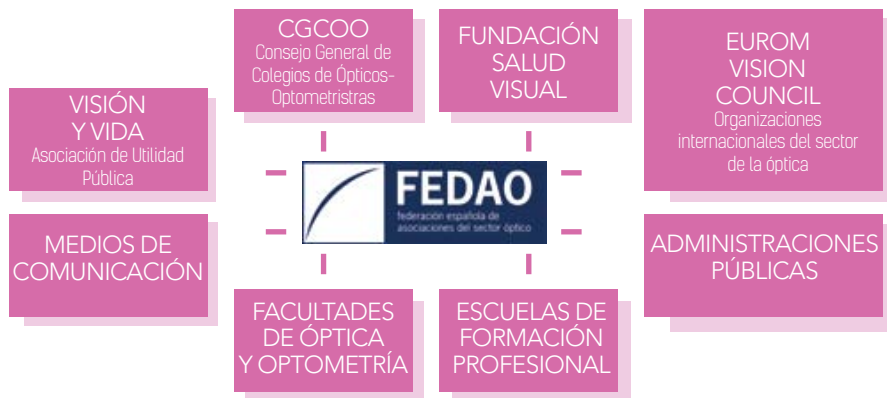 CGCOO
Consejo General de
Colegios de Ópticos-
Optometristras
FUNDACIÓN
SALUD
VISUAL
EUROM
VISION
COUNCIL
Organizaciones
internacionales del sector
de la óptica
VISIÓN
Y VIDA
Asociación de Utilidad
Pública
FEDAO
federación española de
asociaciones del sector óptico
MEDIOS DE
COMUNICACIÓN
ADMINISTRACIONES
PÚBLICAS
FACULTADES
DE ÓPTICA
Y OPTOMETRÍA
ESCUELAS DE
FORMACIÓN
PROFESIONAL